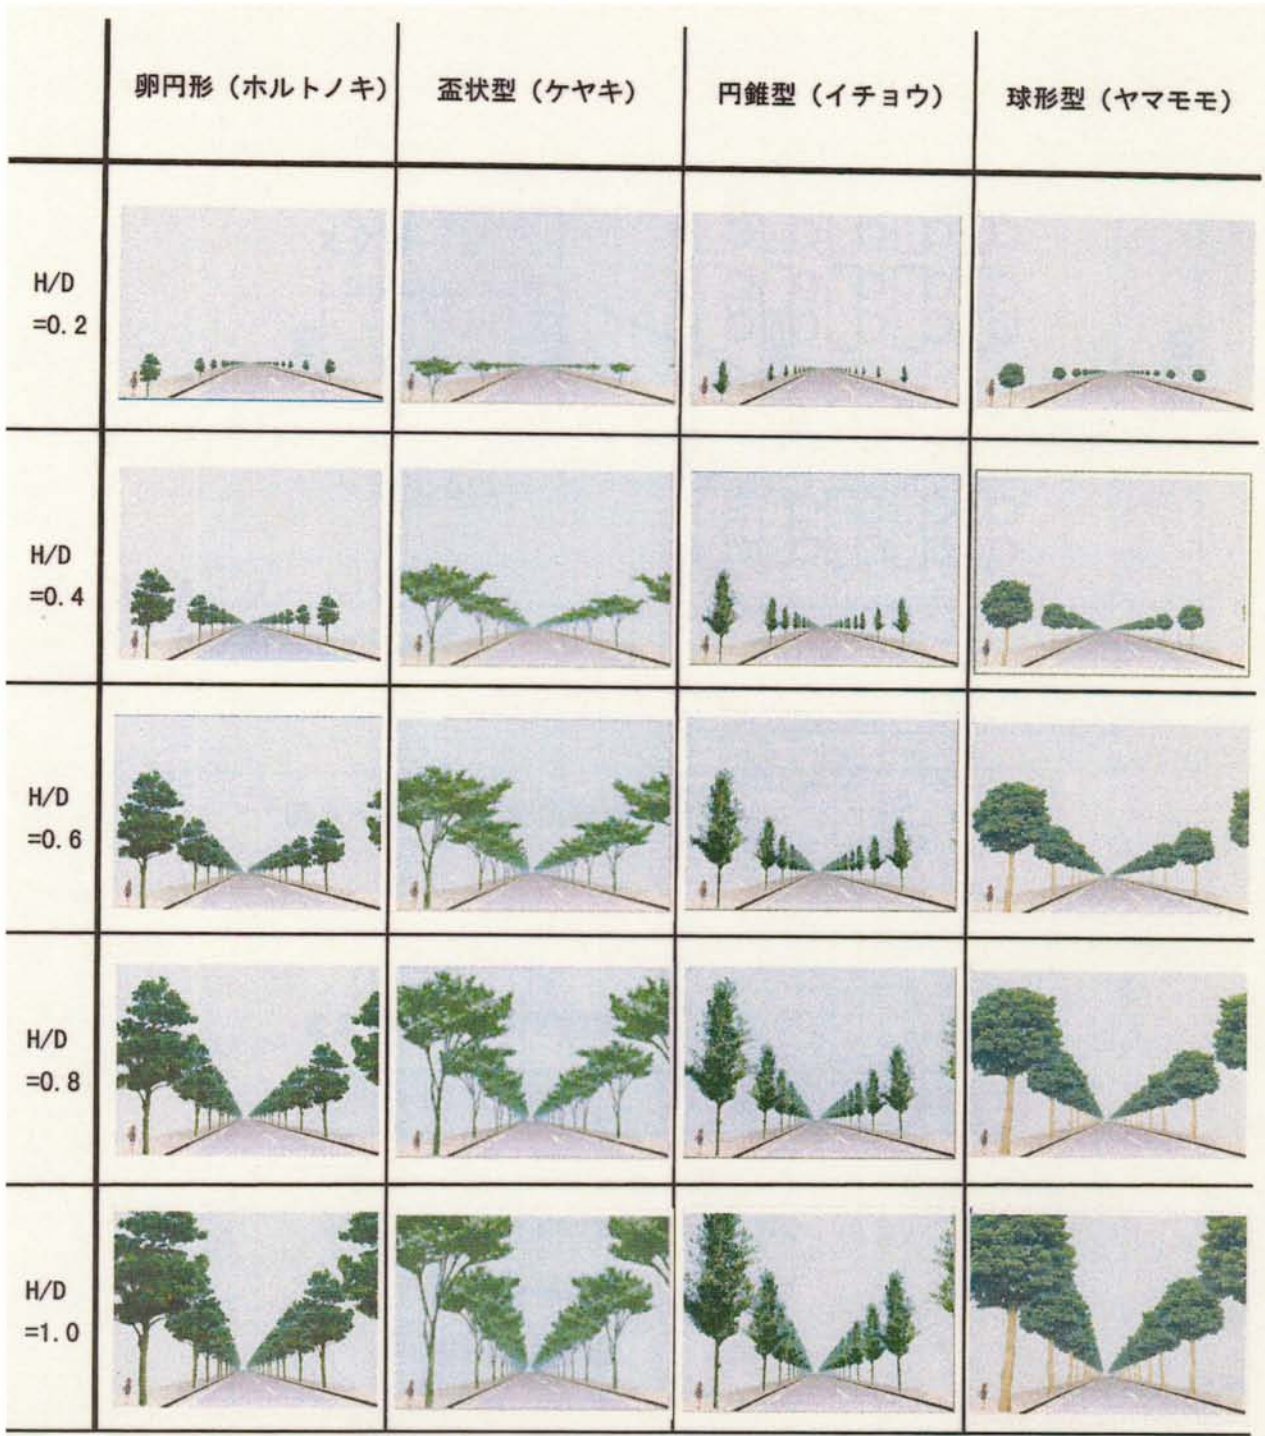 卵円形（ホルトノキ）
盃状型（ケヤキ）
円錐型（イチョウ）
球形型（ヤマモモ）
H/D
=0.2
H/D
=0.4
H/D
=0.6
H/D
=0.8
H/D
=1.0